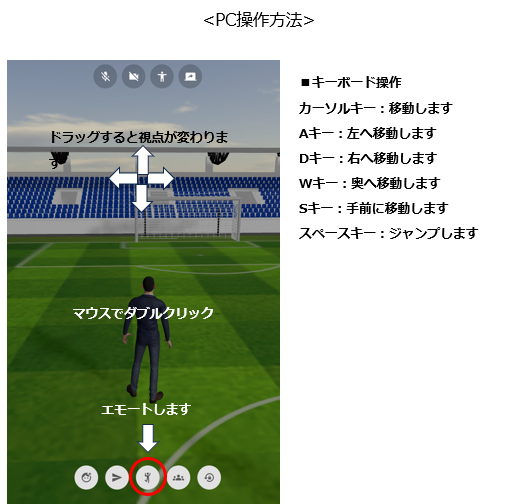 <PC操作方法>
ドラッグすると視点が変わりま
す
マウスでダブルクリック
エモートします
■キーボード操作
カーソルキー：移動します
Aキー：左へ移動します
Dキー：右へ移動します
Wキー：奥へ移動します
Sキー：手前に移動します
スペースキー：ジャンプします